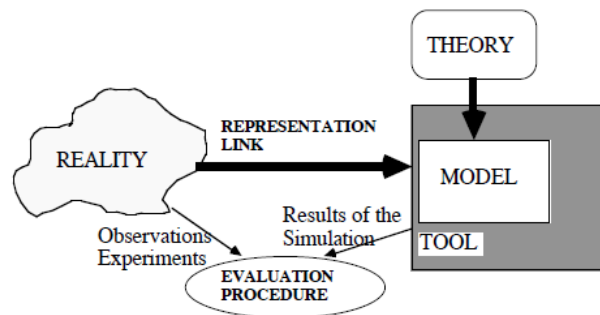 THEORY
REPRESENTATION
LINK
REALITY
MODEL
Observations
Experiments
Results of the
Simulation
TOOL
EVALUATION
PROCEDURE